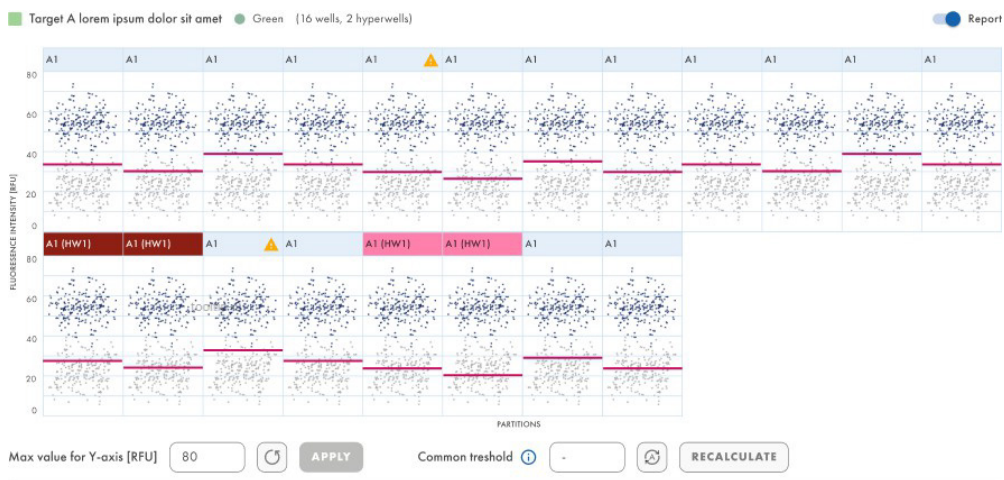 Target A lorem ipsum dolor sit amet Green (16 wells, 2 hyperwells) Report
A1 A1 A1 A1 A1 A1 A1 A1 A1 A1 A1 A1
80
60
40
20
0
A1 (HW1) A1 (HW1) A1 A1 A1 (HW1) A1 (HW1) A1 A1
80
60
40
20
0
FLUORESENCE INTENSITY [RFU]
PARTITIONS
Max value for Y-axis [RFU] 80 APPLY Common treshold i - A RECALCULATE